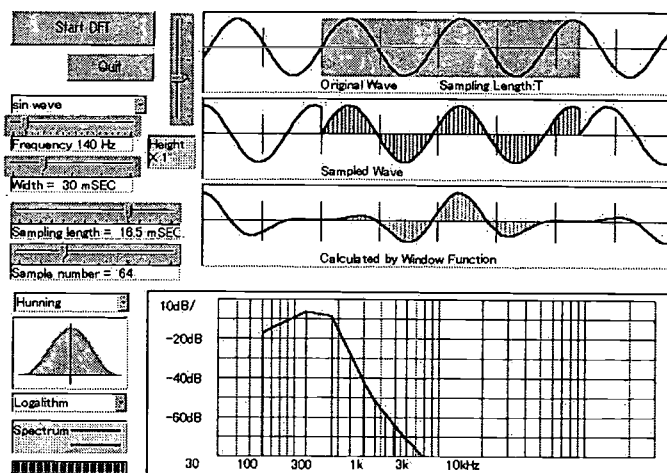 Start DFT
Quit
sin wave
Frequency 140 Hz
Height
X 1"
Width = 30 mSEC
Sampling length = 16.5 mSEC
Sample number = 64
Original Wave Sampling Length:T
Sampled Wave
Calculated by Window Function
Hunning
Logalithm
Spectrum
10dB/
-20dB
-40dB
-60dB
30 100 300 1k 3k 10kHz